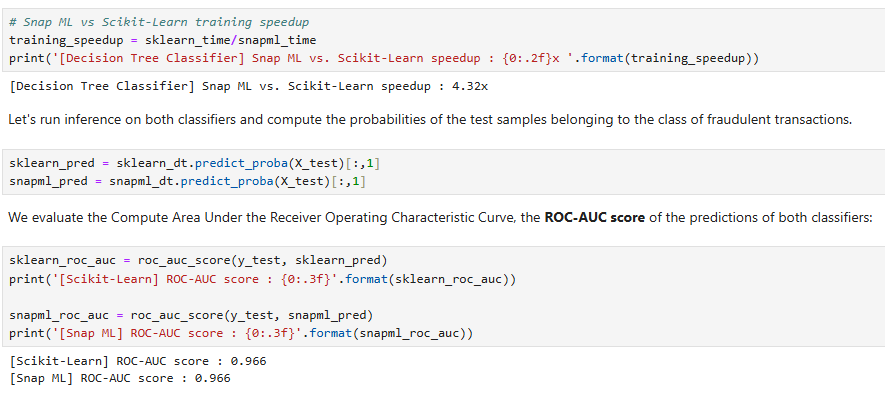 # Snap ML vs Scikit-Learn training speedup
training_speedup = sklearn_time/snapml_time
print('[Decision Tree Classifier] Snap ML vs. Scikit-Learn speedup : {0:.2f}x '.format(training_speedup))
[Decision Tree Classifier] Snap ML vs. Scikit-Learn speedup : 4.32x
Let's run inference on both classifiers and compute the probabilities of the test samples belonging to the class of fraudulent transactions.
sklearn_pred = sklearn_dt.predict_proba(X_test)[:,1]
snapml_pred = snapml_dt.predict_proba(X_test)[:,1]
We evaluate the Compute Area Under the Receiver Operating Characteristic Curve, the ROC-AUC score of the predictions of both classifiers:
sklearn_roc_auc = roc_auc_score(y_test, sklearn_pred)
print('[Scikit-Learn] ROC-AUC score : {0:.3f}'.format(sklearn_roc_auc))
snapml_roc_auc = roc_auc_score(y_test, snapml_pred)
print('[Snap ML] ROC-AUC score : {0:.3f}'.format(snapml_roc_auc))
[Scikit-Learn] ROC-AUC score : 0.966
[Snap ML] ROC-AUC score : 0.966